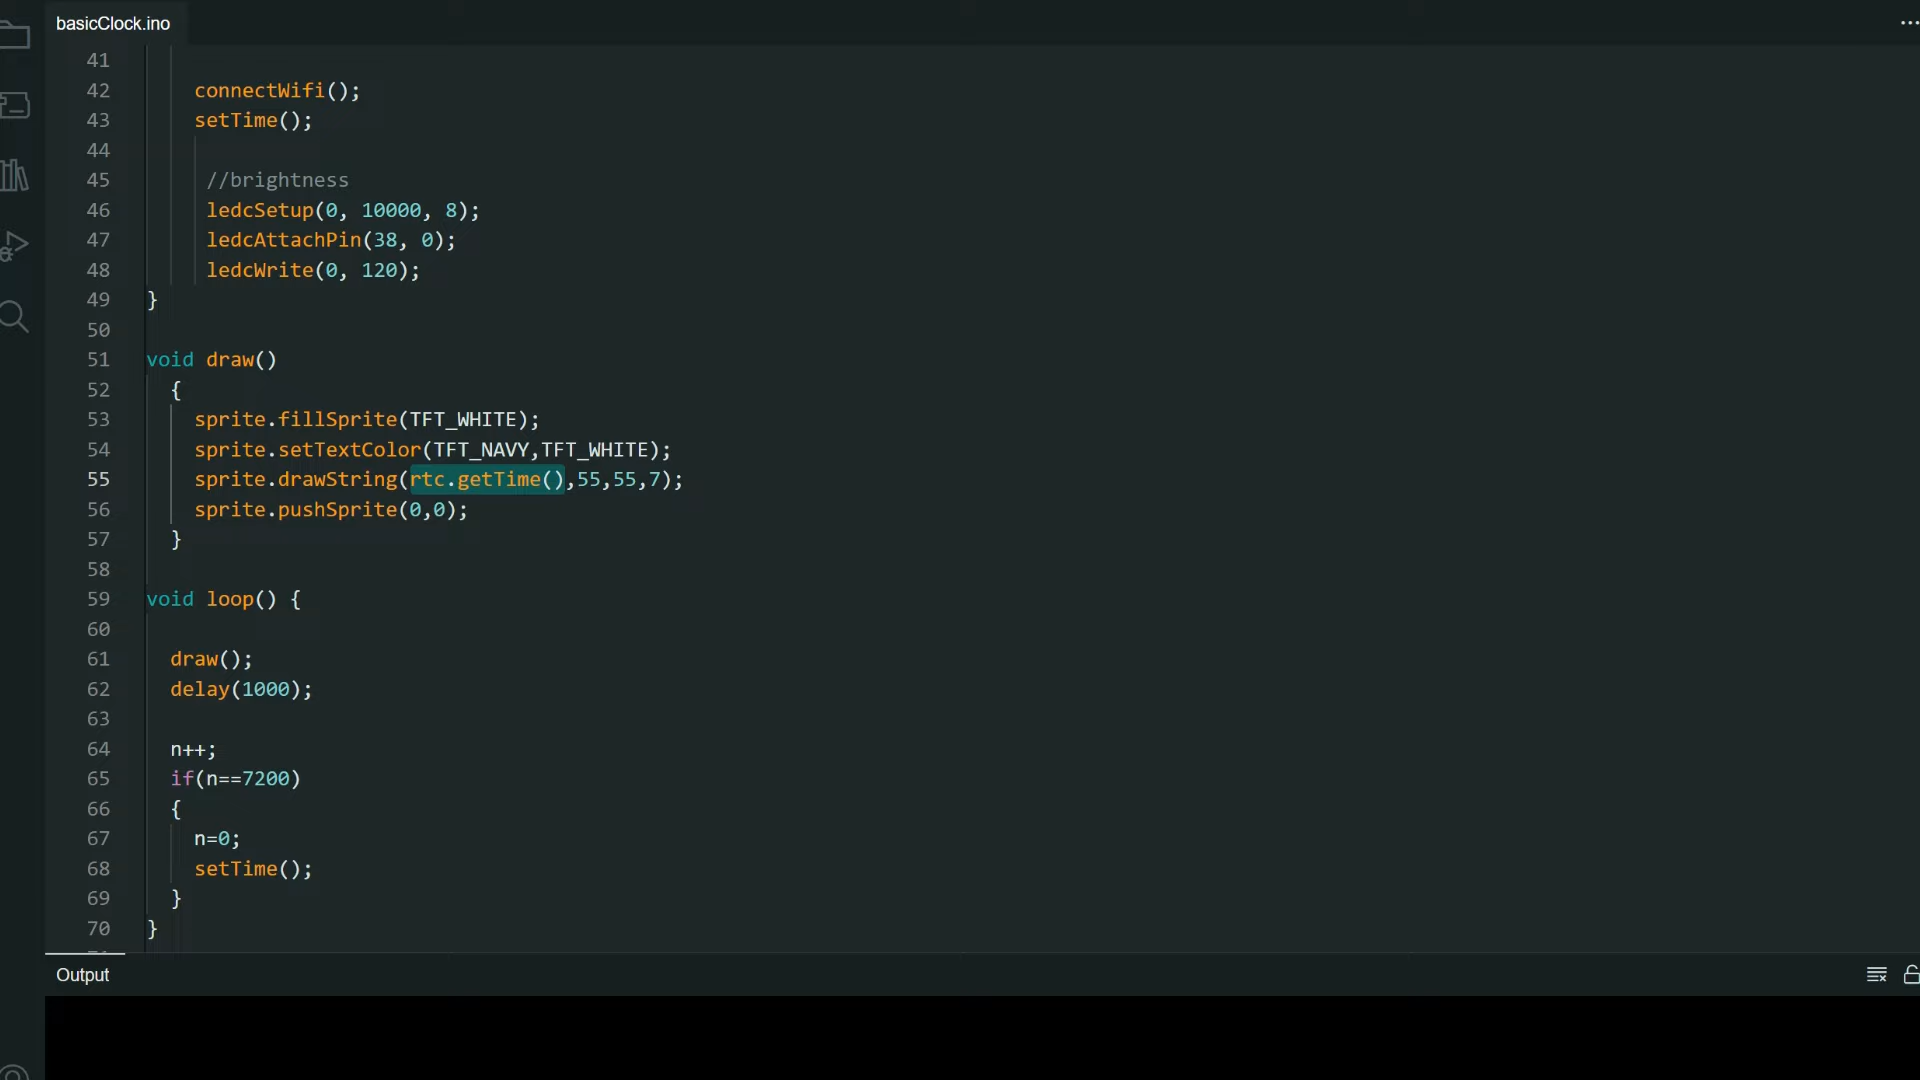 basicClock.ino
41
42 connectWifi();
43 setTime();
44
45 //brightness
46 ledcSetup(0, 10000, 8);
47 ledcAttachPin(38, 0);
48 ledcWrite(0, 120);
49 }
50
51 void draw()
52 {
53 sprite.fillSprite(TFT_WHITE);
54 sprite.setTextColor(TFT_NAVY,TFT_WHITE);
55 sprite.drawString(rtc.getTime(),55,55,7);
56 sprite.pushSprite(0,0);
57 }
58
59 void loop() {
60
61 draw();
62 delay(1000);
63
64 n++;
65 if(n==7200)
66 {
67 n=0;
68 setTime();
69 }
70 }
Output